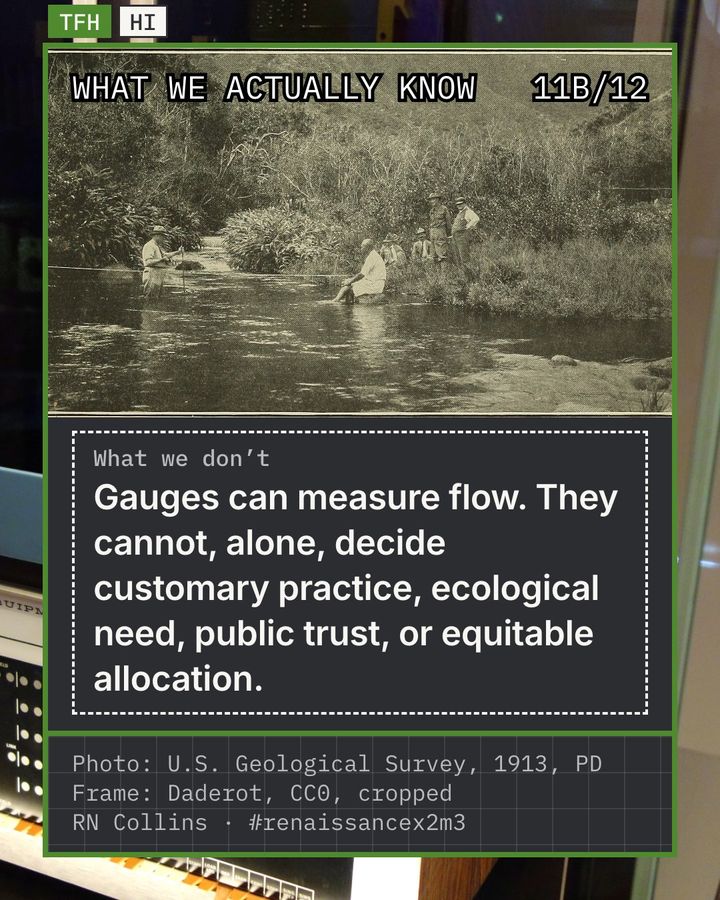 TFH HI
WHAT WE ACTUALLY KNOW 11B/12
What we don’t
Gauges can measure flow. They
cannot, alone, decide
customary practice, ecological
need, public trust, or equitable
allocation.
Photo: U.S. Geological Survey, 1913, PD
Frame: Daderot, CC0, cropped
RN Collins · #renaissancex2m3